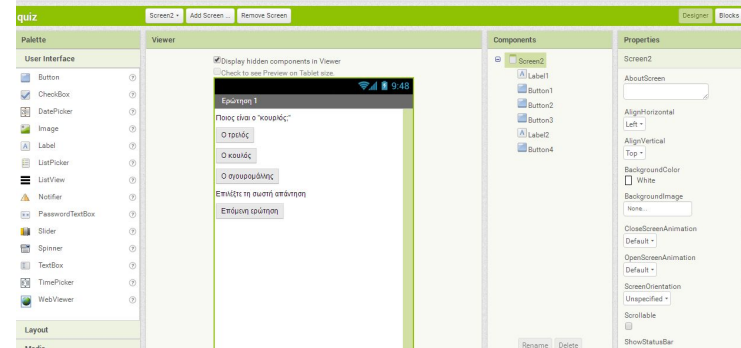 quiz
Screen2
Add Screen ...
Remove Screen
Designer
Blocks
Palette
Viewer
Components
Properties
User Interface
Button
CheckBox
DatePicker
Image
Label
ListPicker
ListView
Notifier
PasswordTextBox
Slider
Spinner
TextBox
TimePicker
WebViewer
Layout
Display hidden components in Viewer
Check to see Preview on Tablet size.
9:48
Ερώτηση 1
Ποιος είναι ο "κουρλός;"
Ο τρελός
Ο κουλός
Ο σγουρομάλλης
Επιλέξτε τη σωστή απάντηση
Επόμενη ερώτηση
Screen2
Label1
Button1
Button2
Button3
Label2
Button4
Rename
Delete
Screen2
AboutScreen
AlignHorizontal
Left
AlignVertical
Top
BackgroundColor
White
BackgroundImage
None...
CloseScreenAnimation
Default
OpenScreenAnimation
Default
ScreenOrientation
Unspecified
Scrollable
ShowStatusBar